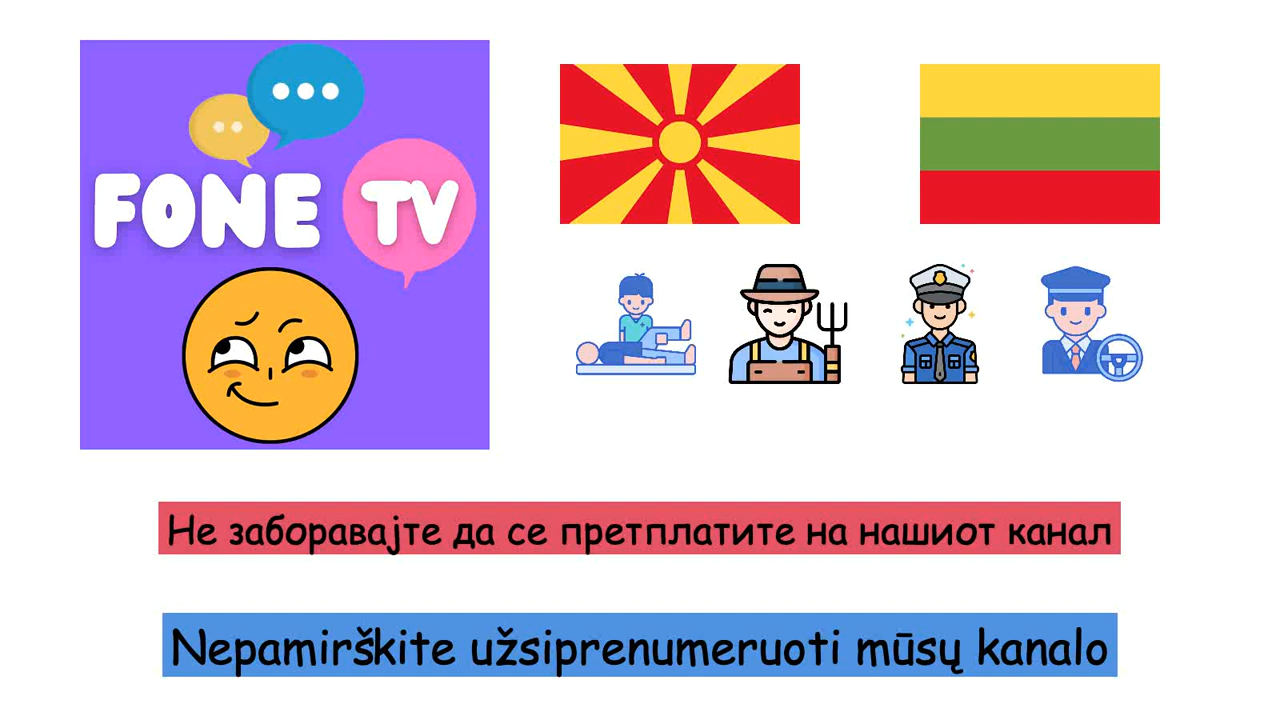 FONE TV
Не заборавајте да се претплатите на нашиот канал
Nepamirškite užsiprenumeruoti mūsų kanalo